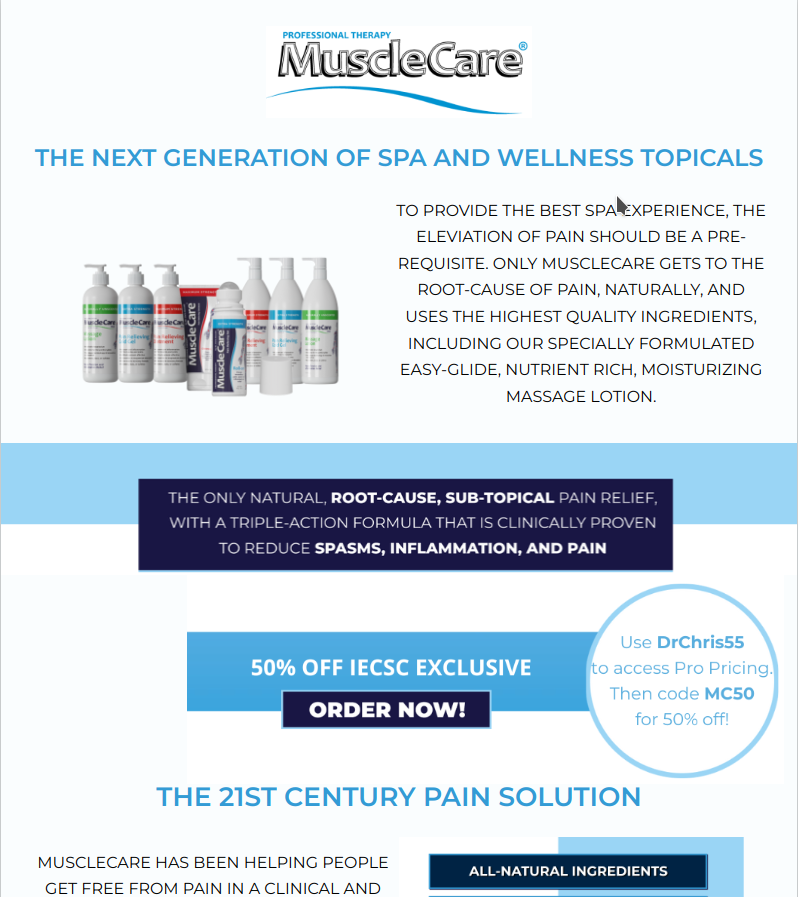 PROFESSIONAL THERAPY
MuscleCare®
THE NEXT GENERATION OF SPA AND WELLNESS TOPICALS
TO PROVIDE THE BEST SPA EXPERIENCE, THE
ELEVIATION OF PAIN SHOULD BE A PRE-
REQUISITE. ONLY MUSCLECARE GETS TO THE
ROOT-CAUSE OF PAIN, NATURALLY, AND
USES THE HIGHEST QUALITY INGREDIENTS,
INCLUDING OUR SPECIALLY FORMULATED
EASY-GLIDE, NUTRIENT RICH, MOISTURIZING
MASSAGE LOTION.
MuscleCare
MuscleCare
MuscleCare
MuscleCare
MuscleCare
THE ONLY NATURAL, ROOT-CAUSE, SUB-TOPICAL PAIN RELIEF,
WITH A TRIPLE-ACTION FORMULA THAT IS CLINICALLY PROVEN
TO REDUCE SPASMS, INFLAMMATION, AND PAIN
50% OFF IECSC EXCLUSIVE
ORDER NOW!
Use DrChris55
to access Pro Pricing.
Then code MC50
for 50% off!
THE 21ST CENTURY PAIN SOLUTION
MUSCLECARE HAS BEEN HELPING PEOPLE
GET FREE FROM PAIN IN A CLINICAL AND
ALL-NATURAL INGREDIENTS